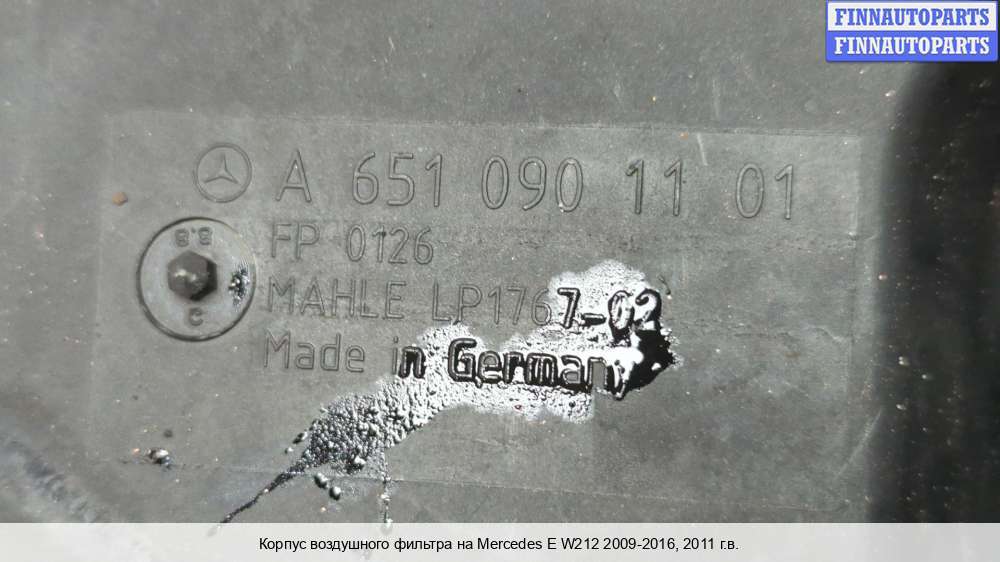 FINNAUTOPARTS
FINNAUTOPARTS
A 651 090 11 01
FP 0126
8.8
MAHLE LP1767-02
C
Made in Germany
Корпус воздушного фильтра на Mercedes E W212 2009-2016, 2011 г.в.